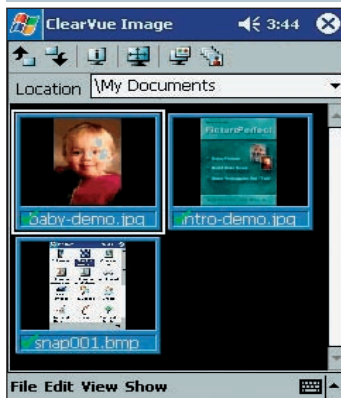 ClearVue Image 3:44
Location \My Documents
PicturePerfect
baby-demo.jpg intro-demo.jpg
snap001.bmp
File Edit View Show